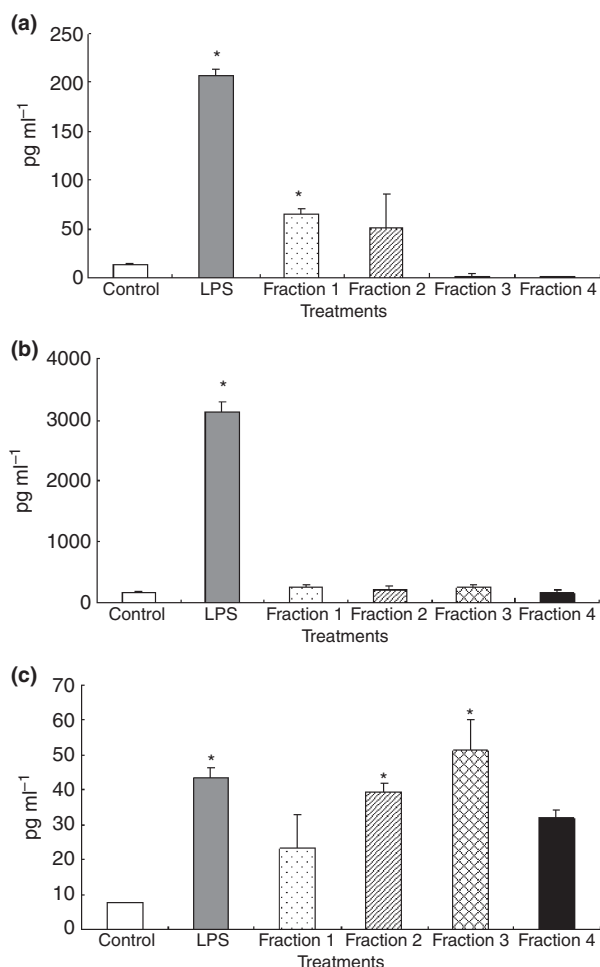 (a)
250
*
200
150
pg ml–1
100
*
50
0
Control LPS Fraction 1 Fraction 2 Fraction 3 Fraction 4
Treatments
(b)
4000
*
3000
pg ml–1
2000
1000
0
Control LPS Fraction 1 Fraction 2 Fraction 3 Fraction 4
Treatments
(c)
70
*
60
50
*
*
40
pg ml–1
30
20
10
0
Control LPS Fraction 1 Fraction 2 Fraction 3 Fraction 4
Treatments